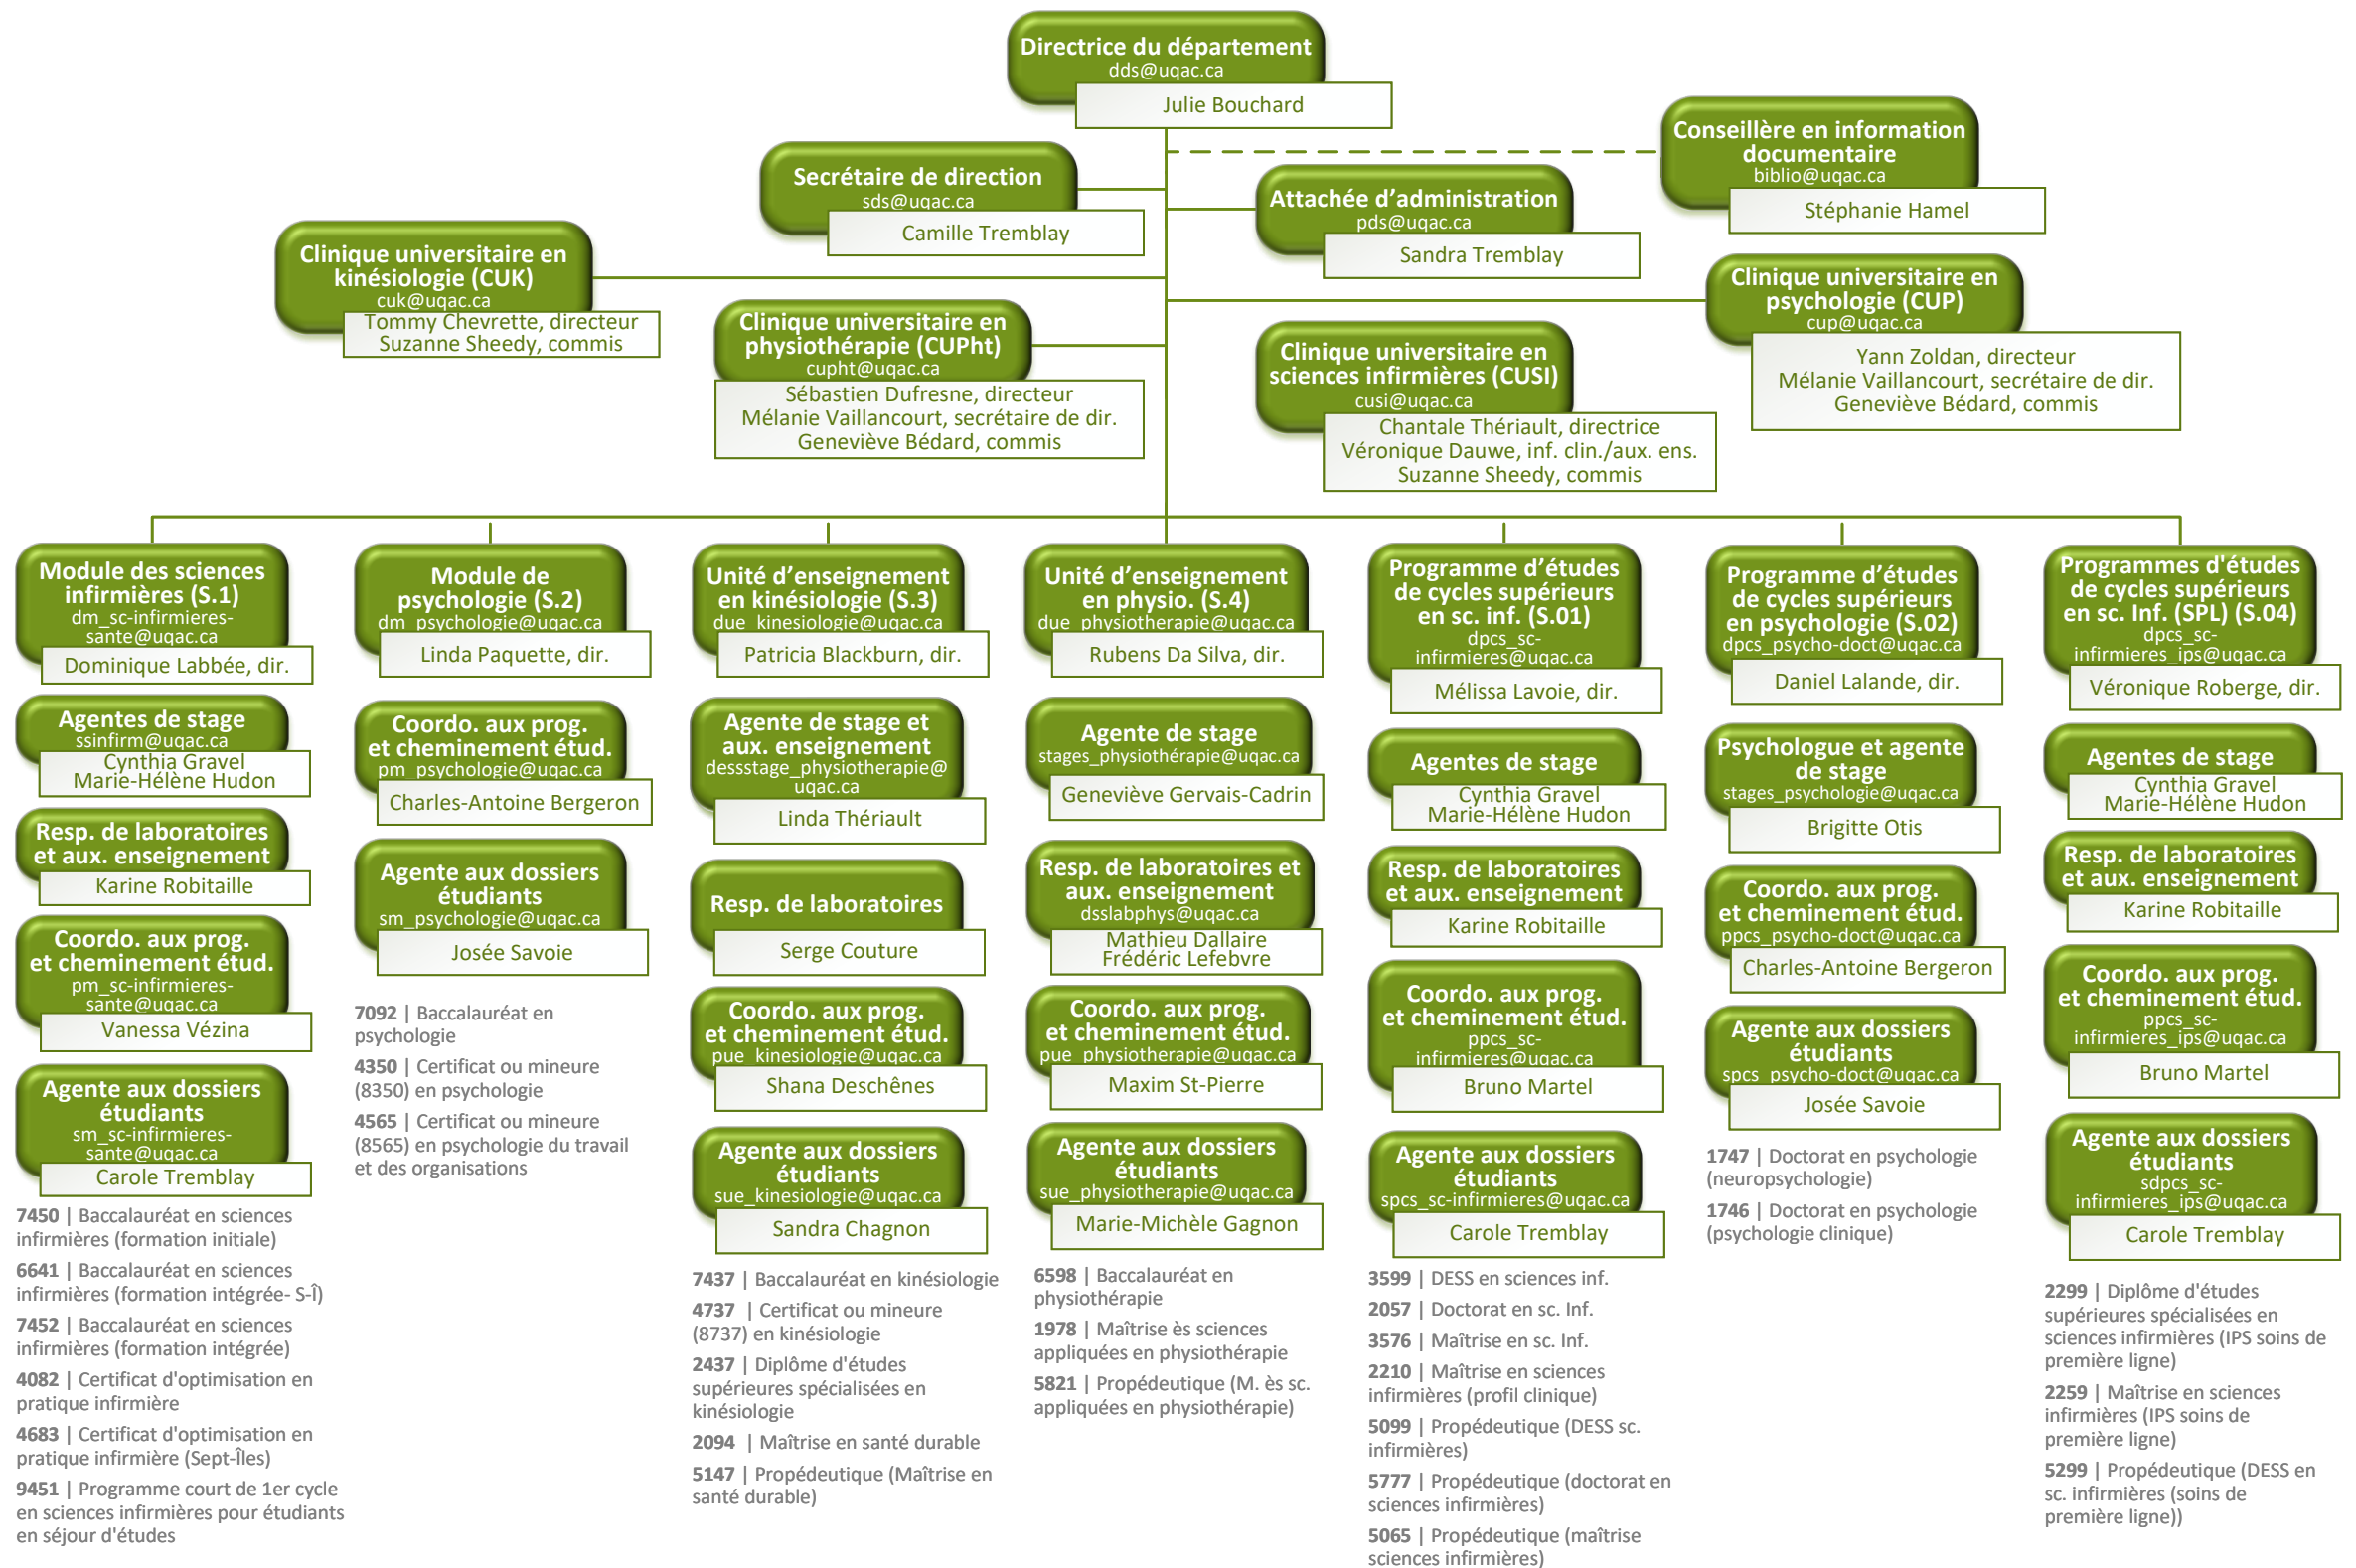 Directrice du département
dds@uqac.ca
Julie Bouchard
Conseillère en information
documentaire
biblio@uqac.ca
Stéphanie Hamel
Secrétaire de direction
sds@uqac.ca
Camille Tremblay
Attachée d’administration
pds@uqac.ca
Sandra Tremblay
Clinique universitaire en
kinésiologie (CUK)
cuk@uqac.ca
Tommy Chevrette, directeur
Suzanne Sheedy, commis
Clinique universitaire en
psychologie (CUP)
cup@uqac.ca
Yann Zoldan, directeur
Mélanie Vaillancourt, secrétaire de dir.
Geneviève Bédard, commis
Clinique universitaire en
physiothérapie (CUPht)
cupht@uqac.ca
Sébastien Dufresne, directeur
Mélanie Vaillancourt, secrétaire de dir.
Geneviève Bédard, commis
Clinique universitaire en
sciences infirmières (CUSI)
cusi@uqac.ca
Chantale Thériault, directrice
Véronique Dauwe, inf. clin./aux. ens.
Suzanne Sheedy, commis
Module des sciences
infirmières (S.1)
dm_sc-infirmieres-
sante@uqac.ca
Dominique Labbée, dir.
Agentes de stage
ssinfirm@uqac.ca
Cynthia Gravel
Marie-Hélène Hudon
Resp. de laboratoires
et aux. enseignement
Karine Robitaille
Coordo. aux prog.
et cheminement étud.
pm_sc-infirmieres-
sante@uqac.ca
Vanessa Vézina
Agente aux dossiers
étudiants
sm_sc-infirmieres-
sante@uqac.ca
Carole Tremblay
7450 | Baccalauréat en sciences
infirmières (formation initiale)
6641 | Baccalauréat en sciences
infirmières (formation intégrée- S-Î)
7452 | Baccalauréat en sciences
infirmières (formation intégrée)
4082 | Certificat d'optimisation en
pratique infirmière
4683 | Certificat d'optimisation en
pratique infirmière (Sept-Îles)
9451 | Programme court de 1er cycle
en sciences infirmières pour étudiants
en séjour d'études
Module de
psychologie (S.2)
dm_psychologie@uqac.ca
Linda Paquette, dir.
Coordo. aux prog.
et cheminement étud.
pm_psychologie@uqac.ca
Charles-Antoine Bergeron
Agente aux dossiers
étudiants
sm_psychologie@uqac.ca
Josée Savoie
7092 | Baccalauréat en
psychologie
4350 | Certificat ou mineure
(8350) en psychologie
4565 | Certificat ou mineure
(8565) en psychologie du travail
et des organisations
Unité d’enseignement
en kinésiologie (S.3)
due_kinesiologie@uqac.ca
Patricia Blackburn, dir.
Agente de stage et
aux. enseignement
dessstage_physiotherapie@
uqac.ca
Linda Thériault
Resp. de laboratoires
Serge Couture
Coordo. aux prog.
et cheminement étud.
pue_kinesiologie@uqac.ca
Shana Deschênes
Agente aux dossiers
étudiants
sue_kinesiologie@uqac.ca
Sandra Chagnon
7437 | Baccalauréat en kinésiologie
4737 | Certificat ou mineure
(8737) en kinésiologie
2437 | Diplôme d'études
supérieures spécialisées en
kinésiologie
2094 | Maîtrise en santé durable
5147 | Propédeutique (Maîtrise en
santé durable)
Unité d’enseignement
en physio. (S.4)
due_physiotherapie@uqac.ca
Rubens Da Silva, dir.
Agente de stage
stages_physiothérapie@uqac.ca
Geneviève Gervais-Cadrin
Resp. de laboratoires et
aux. enseignement
dsslabphys@uqac.ca
Mathieu Dallaire
Frédéric Lefebvre
Coordo. aux prog.
et cheminement étud.
pue_physiotherapie@uqac.ca
Maxim St-Pierre
Agente aux dossiers
étudiants
sue_physiotherapie@uqac.ca
Marie-Michèle Gagnon
6598 | Baccalauréat en
physiothérapie
1978 | Maîtrise ès sciences
appliquées en physiothérapie
5821 | Propédeutique (M. ès sc.
appliquées en physiothérapie)
Programme d’études
de cycles supérieurs
en sc. inf. (S.01)
dpcs_sc-
infirmieres@uqac.ca
Mélissa Lavoie, dir.
Agentes de stage
Cynthia Gravel
Marie-Hélène Hudon
Resp. de laboratoires
et aux. enseignement
Karine Robitaille
Coordo. aux prog.
et cheminement étud.
ppcs_sc-
infirmieres@uqac.ca
Bruno Martel
Agente aux dossiers
étudiants
spcs_sc-infirmieres@uqac.ca
Carole Tremblay
3599 | DESS en sciences inf.
2057 | Doctorat en sc. Inf.
3576 | Maîtrise en sc. Inf.
2210 | Maîtrise en sciences
infirmières (profil clinique)
5099 | Propédeutique (DESS sc.
infirmières)
5777 | Propédeutique (doctorat en
sciences infirmières)
5065 | Propédeutique (maîtrise
sciences infirmières)
Programme d’études
de cycles supérieurs
en psychologie (S.02)
dpcs_psycho-doct@uqac.ca
Daniel Lalande, dir.
Psychologue et agente
de stage
stages_psychologie@uqac.ca
Brigitte Otis
Coordo. aux prog.
et cheminement étud.
ppcs_psycho-doct@uqac.ca
Charles-Antoine Bergeron
Agente aux dossiers
étudiants
spcs_psycho-doct@uqac.ca
Josée Savoie
1747 | Doctorat en psychologie
(neuropsychologie)
1746 | Doctorat en psychologie
(psychologie clinique)
Programmes d'études
de cycles supérieurs
en sc. Inf. (SPL) (S.04)
dpcs_sc-
infirmieres_ips@uqac.ca
Véronique Roberge, dir.
Agentes de stage
Cynthia Gravel
Marie-Hélène Hudon
Resp. de laboratoires
et aux. enseignement
Karine Robitaille
Coordo. aux prog.
et cheminement étud.
ppcs_sc-
infirmieres_ips@uqac.ca
Bruno Martel
Agente aux dossiers
étudiants
sdpcs_sc-
infirmieres_ips@uqac.ca
Carole Tremblay
2299 | Diplôme d'études
supérieures spécialisées en
sciences infirmières (IPS soins de
première ligne)
2259 | Maîtrise en sciences
infirmières (IPS soins de
première ligne)
5299 | Propédeutique (DESS en
sc. infirmières (soins de
première ligne))